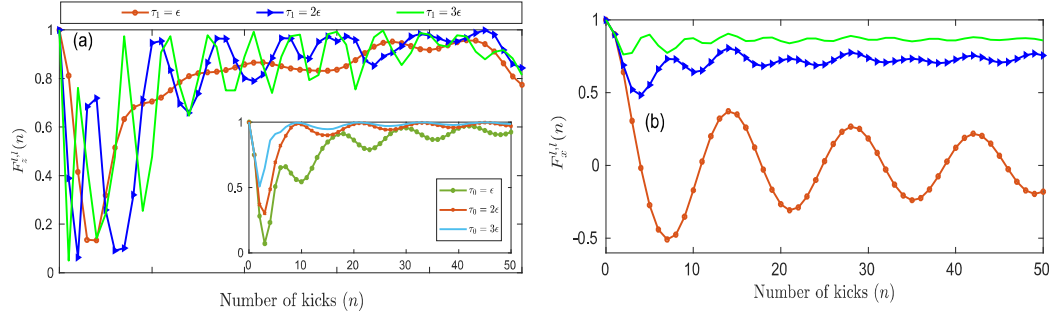 τ₁ = ϵ τ₁ = 2ϵ τ₁ = 3ϵ
(a)
1
0.8
0.6
0.4
0.2
0
F_z^{l,l}(n)
Number of kicks (n)
1
0.5
0
0 10 20 30 40 50
τ₀ = ϵ
τ₀ = 2ϵ
τ₀ = 3ϵ
(b)
1
0.5
0
-0.5
F_x^{l,l}(n)
0 10 20 30 40 50
Number of kicks (n)